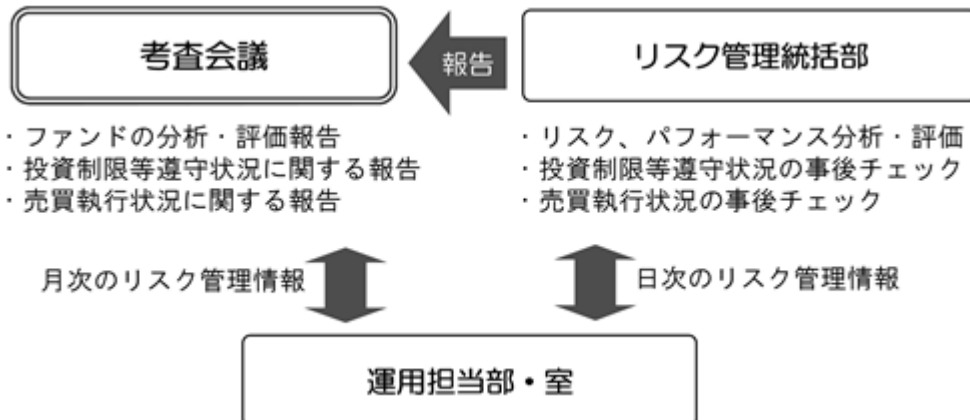 考査会議
報告
リスク管理統括部
・ファンドの分析・評価報告
・投資制限等遵守状況に関する報告
・売買執行状況に関する報告
・リスク、パフォーマンス分析・評価
・投資制限等遵守状況の事後チェック
・売買執行状況の事後チェック
月次のリスク管理情報
日次のリスク管理情報
運用担当部・室